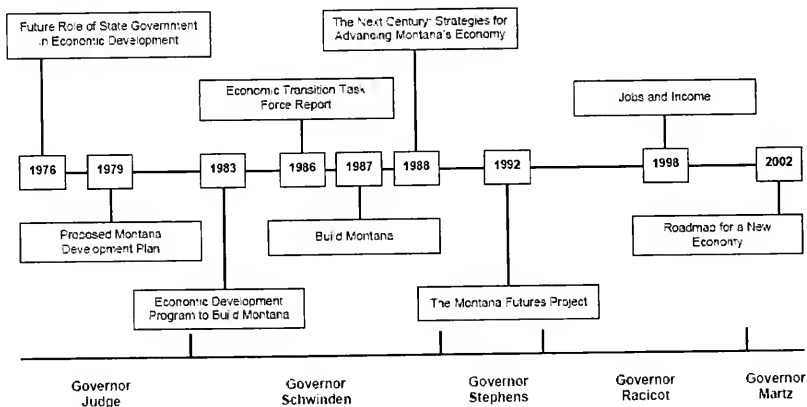 Future Role of State Government
in Economic Development
The Next Century: Strategies for
Advancing Montana's Economy
Economic Transition Task
Force Report
Jobs and Income
1976
1979
1983
1986
1987
1988
1992
1998
2002
Proposed Montana
Development Plan
Build Montana
Roadmap for a New
Economy
Economic Development
Program to Build Montana
The Montana Futures Project
Governor
Judge
Governor
Schwinden
Governor
Stephens
Governor
Racicot
Governor
Martz